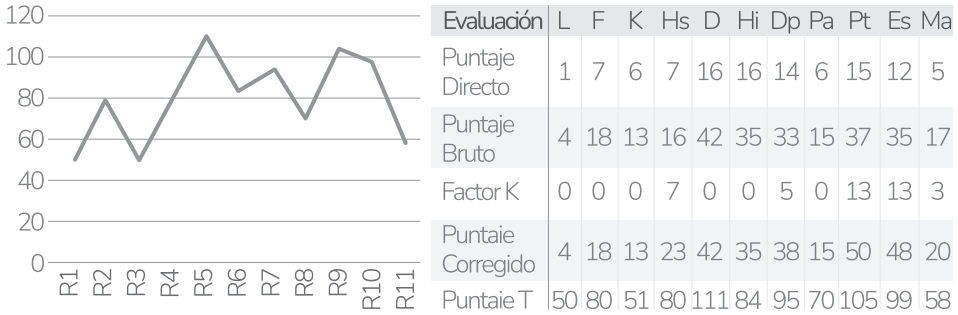 120
100
80
60
40
20
0
R1 R2 R3 R4 R5 R6 R7 R8 R9 R10 R11
Evaluación L F K Hs D Hi Dp Pa Pt Es Ma
Puntaje
Directo 1 7 6 7 16 16 14 6 15 12 5
Puntaje
Bruto 4 18 13 16 42 35 33 15 37 35 17
Factor K 0 0 0 7 0 0 5 0 13 13 3
Puntaie
Corregido 4 18 13 23 42 35 38 15 50 48 20
Puntaie T 50 80 51 80 111 84 95 70 105 99 58